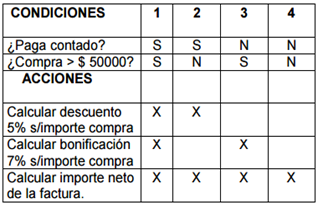 CONDICIONES 1 2 3 4
¿Paga contado? S S N N
¿Compra > $ 50000? S N S N
ACCIONES
Calcular descuento X X
5% s/importe compra
Calcular bonificación X X
7% s/importe compra
Calcular importe neto X X X X
de la factura.